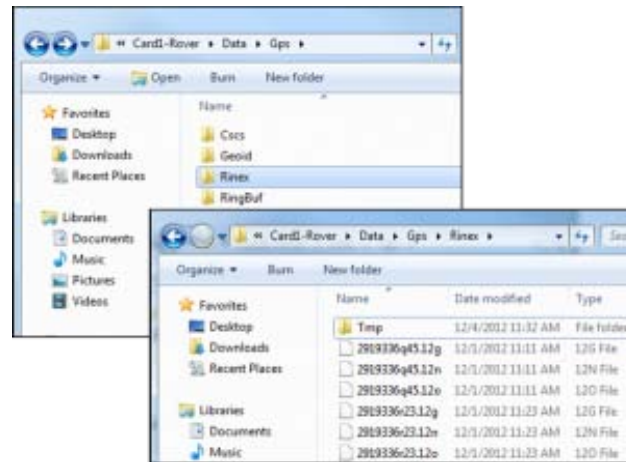 « Card1-Rover ▸ Data ▸ Gps ▸
Organize ▾ Open Burn New folder
Favorites
Desktop
Downloads
Recent Places
Libraries
Documents
Music
Pictures
Videos
Name
Cscs
Geoid
Rinex
RingBuf
« Card1-Rover ▸ Data ▸ Gps ▸ Rinex ▸
Organize ▾ Burn New folder
Favorites
Desktop
Downloads
Recent Places
Libraries
Documents
Music
Name Date modified Type
Tmp 12/4/2012 11:32 AM File folder
2919336q45.12g 12/1/2012 11:11 AM 12G File
2919336q45.12n 12/1/2012 11:11 AM 12N File
2919336q45.12o 12/1/2012 11:11 AM 12O File
2919336r23.12g 12/1/2012 11:23 AM 12G File
2919336r23.12n 12/1/2012 11:23 AM 12N File
2919336r23.12o 12/1/2012 11:23 AM 12O File